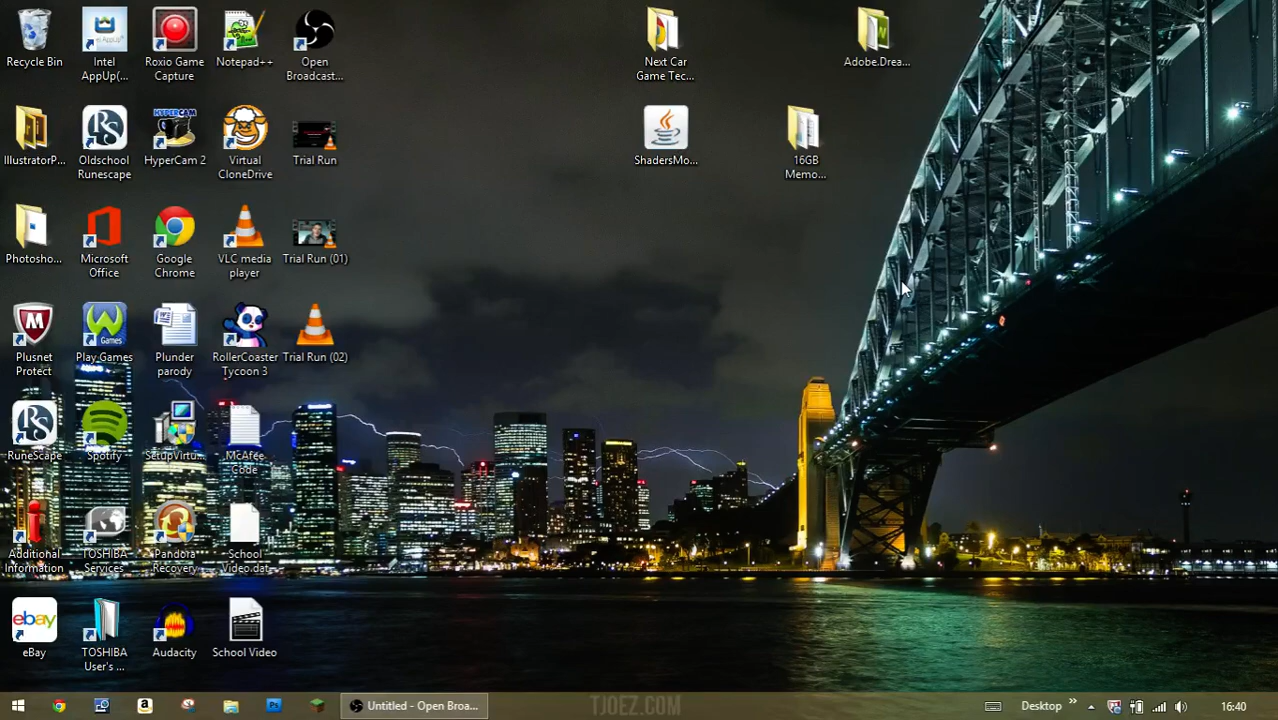 Recycle Bin
Intel
AppUp(...
Roxio Game
Capture
Notepad++
Open
Broadcast...
Next Car
Game Tec...
Adobe.Drea...
IllustratorP...
Oldschool
Runescape
HyperCam 2
Virtual
CloneDrive
Trial Run
ShadersMo...
16GB
Memo...
Photosho...
Microsoft
Office
Google
Chrome
VLC media
player
Trial Run (01)
Plusnet
Protect
Play Games
Plunder
parody
RollerCoaster
Tycoon 3
Trial Run (02)
RuneScape
Spotify
SetupVirtu...
McAfee
Code
Additional
Information
TOSHIBA
Services
Pandora
Recovery
School
Video.dat
eBay
TOSHIBA
User's ...
Audacity
School Video
Untitled - Open Broa...
TJOEZ.COM
Desktop
16:40